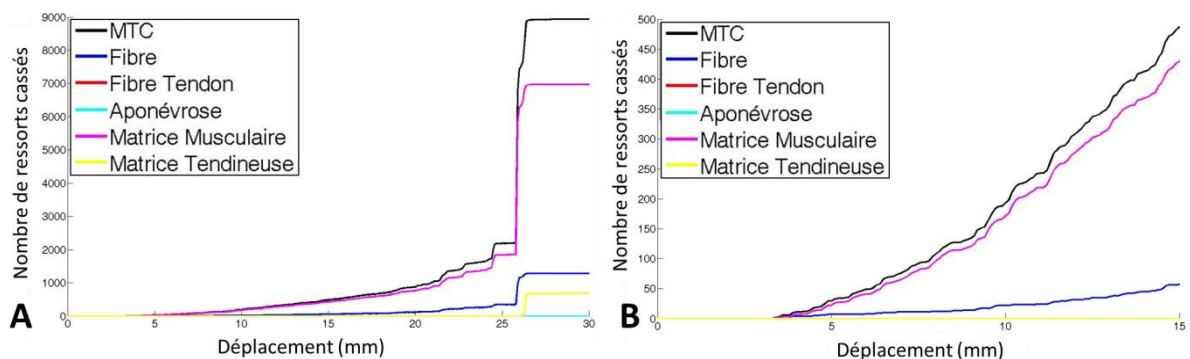 Nombre de ressorts cassés
9000
8000
7000
6000
5000
4000
3000
2000
1000
0
MTC
Fibre
Fibre Tendon
Aponévrose
Matrice Musculaire
Matrice Tendineuse
0 5 10 15 20 25 30
A
Déplacement (mm)
Nombre de ressorts cassés
500
450
400
350
300
250
200
150
100
50
0
MTC
Fibre
Fibre Tendon
Aponévrose
Matrice Musculaire
Matrice Tendineuse
0 5 10 15
B
Déplacement (mm)